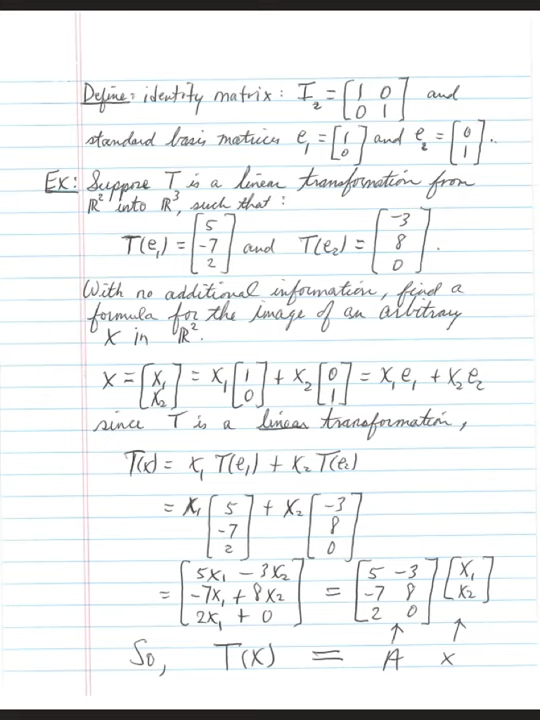 Define: identity matrix: I₂ = [1 0; 0 1] and
standard basis matrices e₁ = [1; 0] and e₂ = [0; 1].
Ex: Suppose T is a linear transformation from
ℝ² into ℝ³, such that:
T(e₁) = [5; -7; 2] and T(e₂) = [-3; 8; 0].
With no additional information, find a
formula for the image of an arbitrary
X in ℝ².
X = [X₁; X₂] = X₁ [1; 0] + X₂ [0; 1] = X₁e₁ + X₂e₂
since T is a linear transformation,
T(x) = X₁ T(e₁) + X₂ T(e₂)
= X₁ [5; -7; 2] + X₂ [-3; 8; 0]
= [5X₁ - 3X₂; -7X₁ + 8X₂; 2X₁ + 0] = [5 -3; -7 8; 2 0] [X₁; X₂]
↑ ↑
So, T(X) = A x